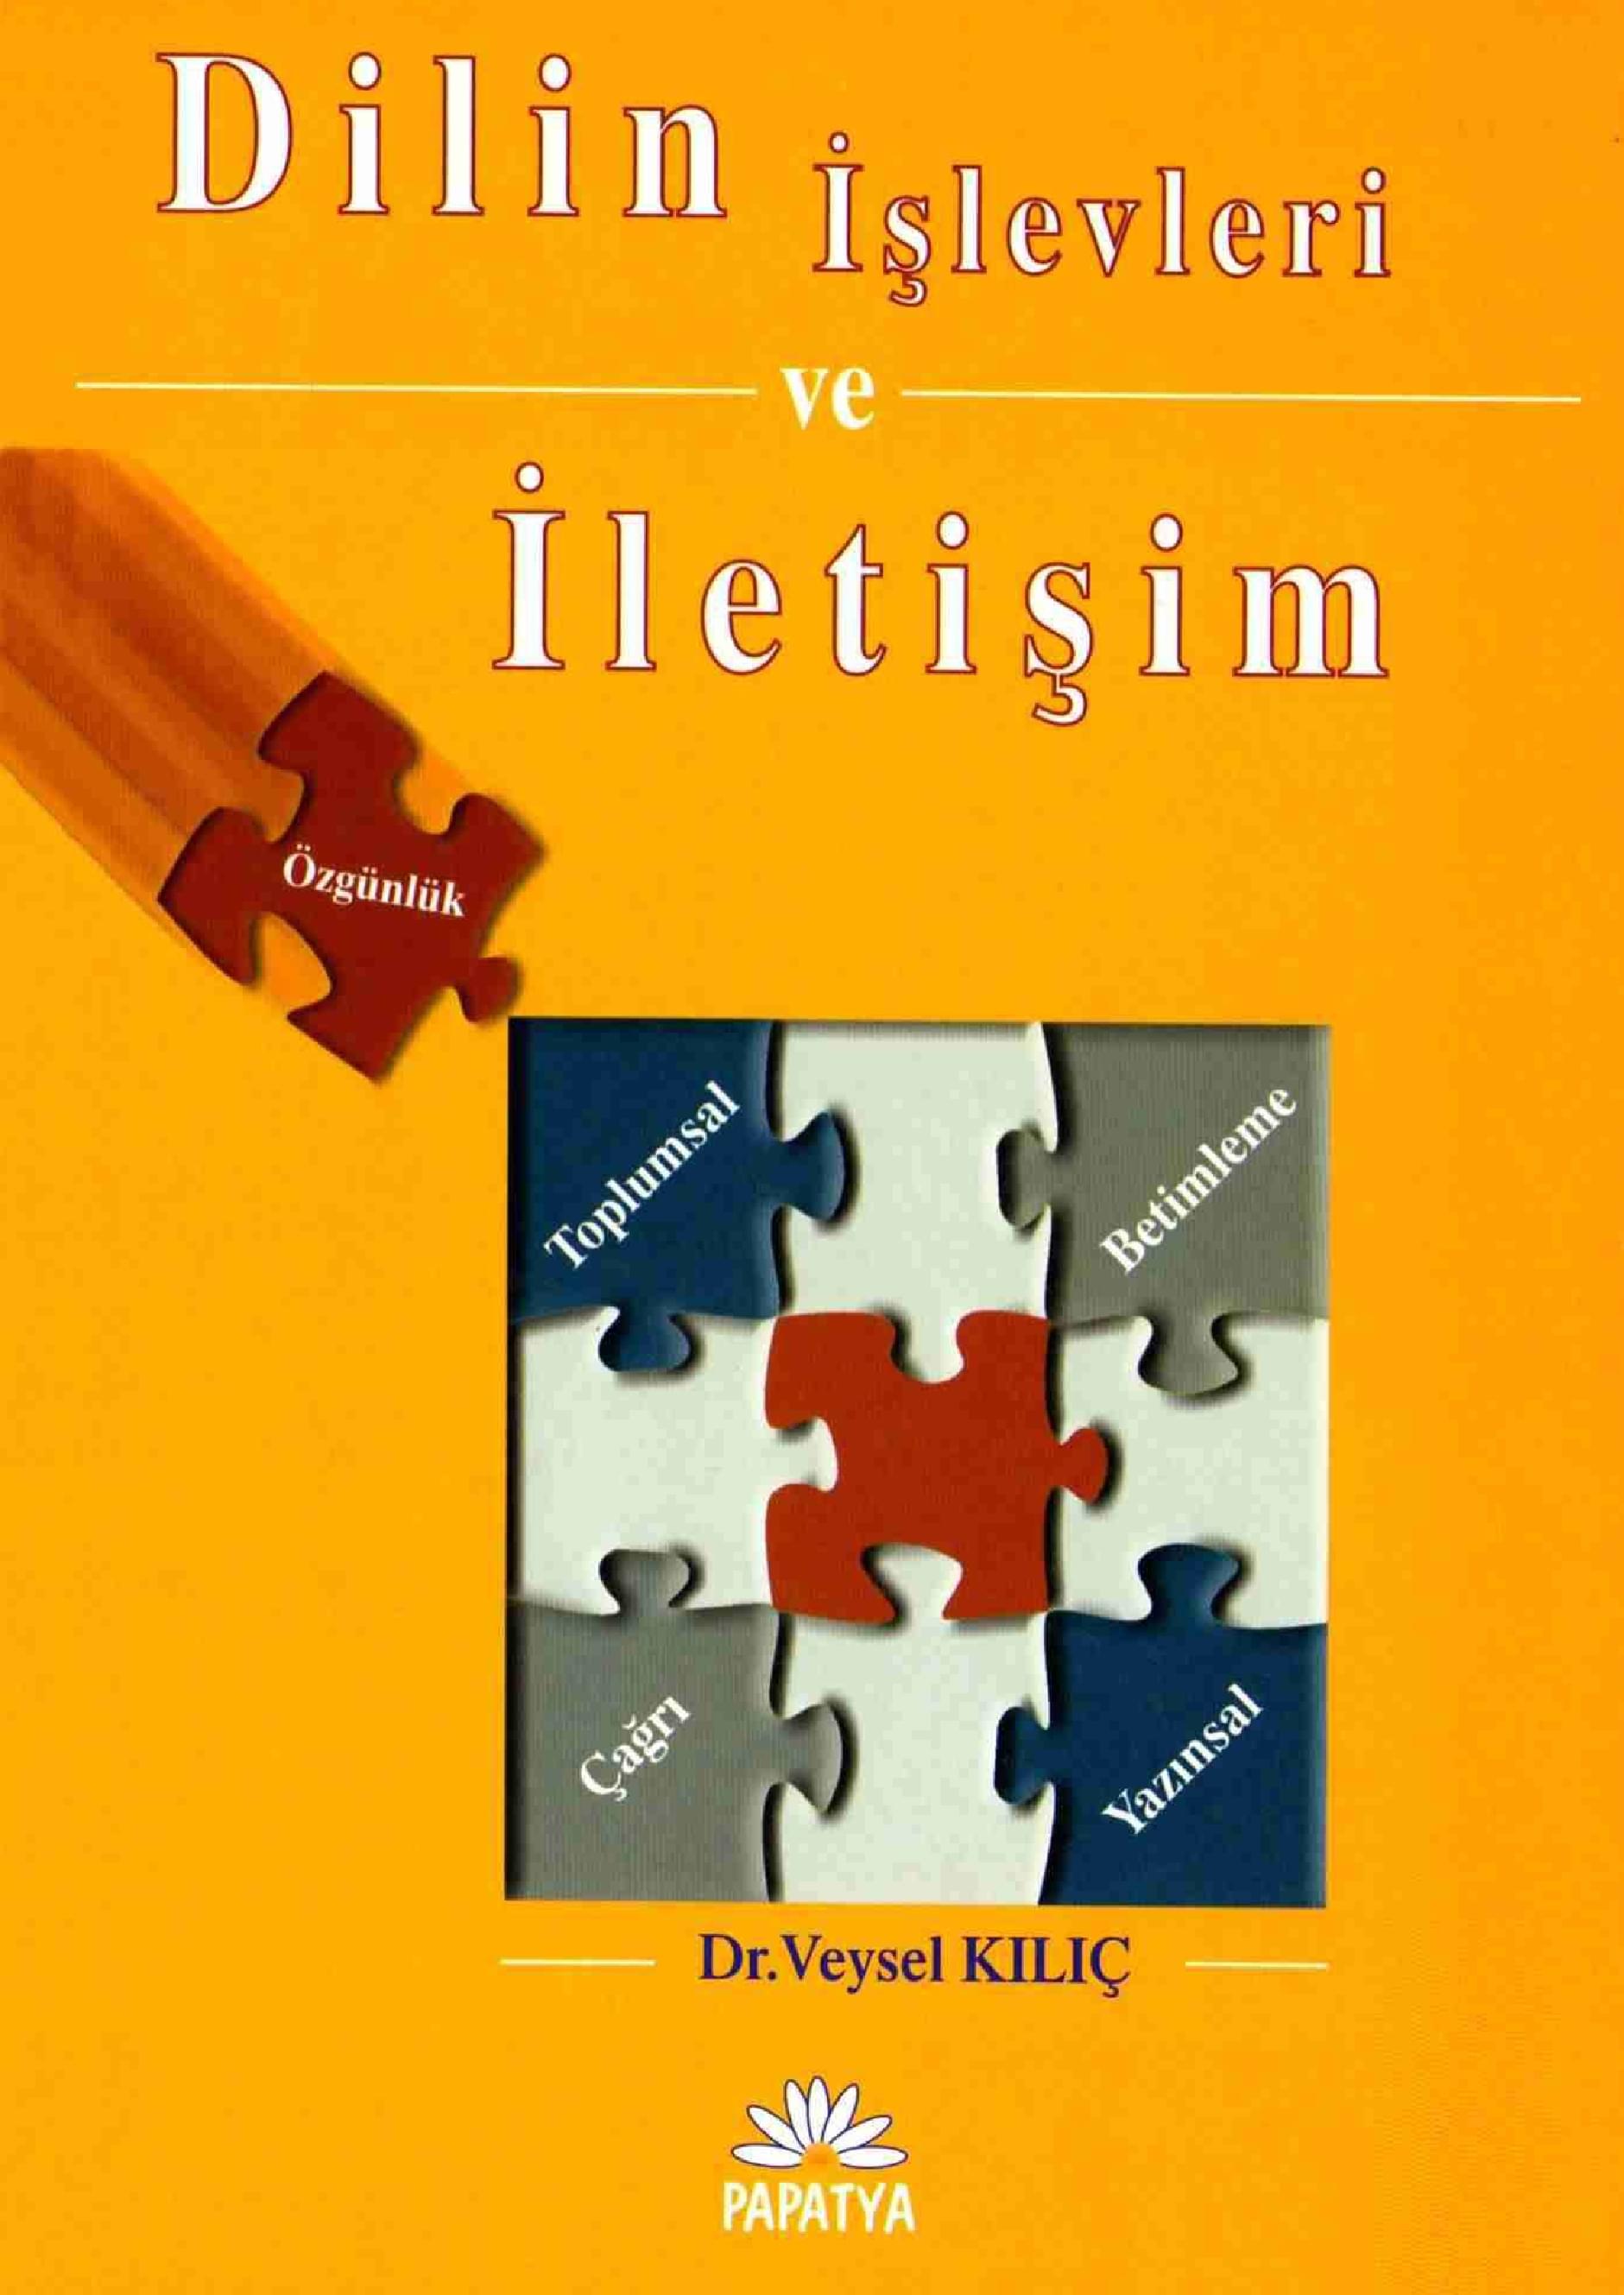 Dilin İşlevleri
ve
İletişim
Özgünlük
Toplumsal
Betimleme
Çağrı
Yazınsal
Dr.Veysel KILIÇ
PAPATYA